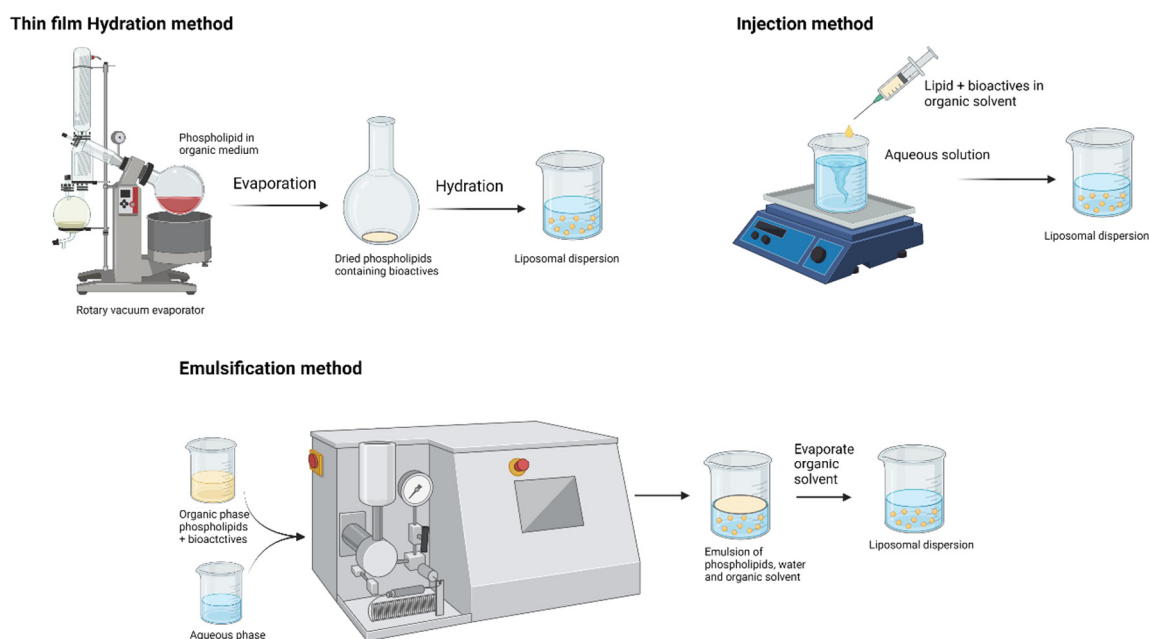 Thin film Hydration method
Phospholipid in
organic medium
Evaporation
Hydration
Dried phospholipids
containing bioactives
Liposomal dispersion
Rotary vacuum evaporator
Injection method
Lipid + bioactives in
organic solvent
Aqueous solution
Liposomal dispersion
Emulsification method
Organic phase
phospholipids
+ bioactctives
Aqueous phase
Emulsion of
phospholipids, water
and organic solvent
Evaporate
organic
solvent
Liposomal dispersion